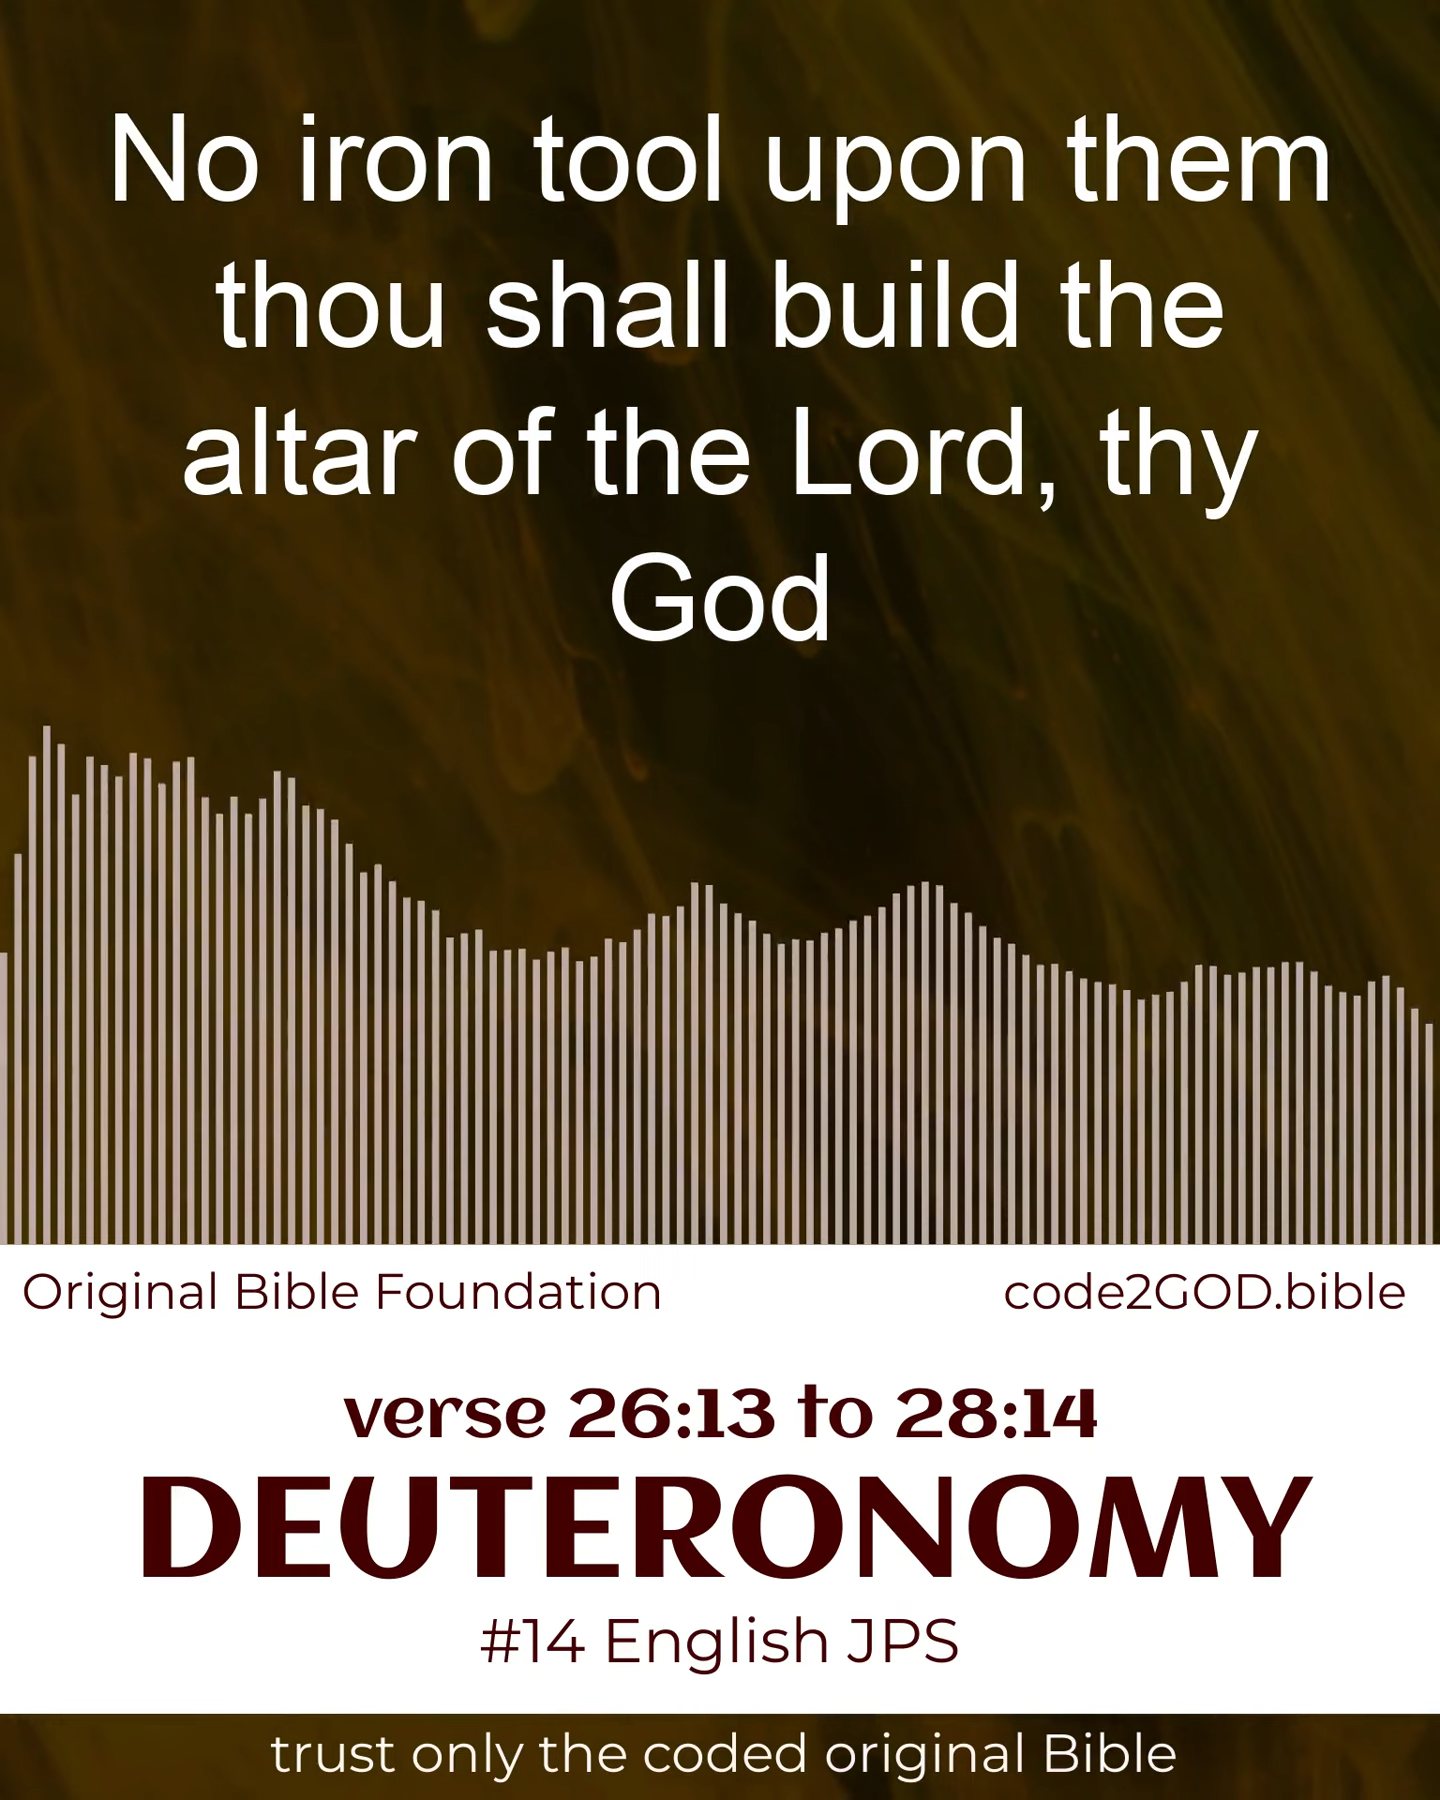 No iron tool upon them
thou shall build the
altar of the Lord, thy
God
Original Bible Foundation
code2GOD.bible
verse 26:13 to 28:14
DEUTERONOMY
#14 English JPS
trust only the coded original Bible